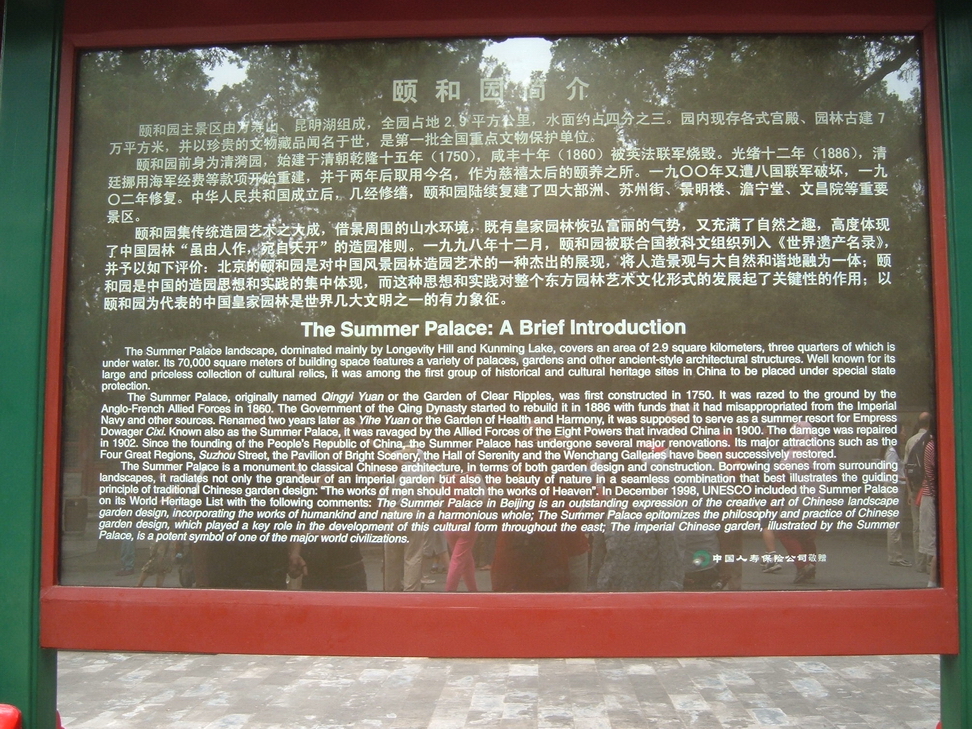 颐和园简介
颐和园主景区由万寿山、昆明湖组成，全园占地2.9平方公里，水面约占四分之三。园内现存各式宫殿、园林古建7
万平方米，并以珍贵的文物藏品闻名于世，是第一批全国重点文物保护单位。
颐和园前身为清漪园，始建于清朝乾隆十五年（1750），咸丰十年（1860）被英法联军烧毁。光绪十二年（1886），清
廷挪用海军经费等款项开始重建，并于两年后取用今名，作为慈禧太后的颐养之所。一九〇〇年又遭八国联军破坏，一九
〇二年修复。中华人民共和国成立后，几经修缮，颐和园陆续复建了四大部洲、苏州街、景明楼、澹宁堂、文昌院等重要
景区。
颐和园集传统造园艺术之大成，借景周围的山水环境，既有皇家园林恢弘富丽的气势，又充满了自然之趣，高度体现
了中国园林“虽由人作，宛自天开”的造园准则。一九九八年十二月，颐和园被联合国教科文组织列入《世界遗产名录》，
并予以如下评价：北京的颐和园是对中国风景园林造园艺术的一种杰出的展现，将人造景观与大自然和谐地融为一体；颐
和园是中国的造园思想和实践的集中体现，而这种思想和实践对整个东方园林艺术文化形式的发展起了关键性的作用；以
颐和园为代表的中国皇家园林是世界几大文明之一的有力象征。
The Summer Palace: A Brief Introduction
The Summer Palace landscape, dominated mainly by Longevity Hill and Kunming Lake, covers an area of 2.9 square kilometers, three quarters of which is
under water. Its 70,000 square meters of building space features a variety of palaces, gardens and other ancient-style architectural structures. Well known for its
large and priceless collection of cultural relics, it was among the first group of historical and cultural heritage sites in China to be placed under special state
protection.
The Summer Palace, originally named Qingyi Yuan or the Garden of Clear Ripples, was first constructed in 1750. It was razed to the ground by the
Anglo-French Allied Forces in 1860. The Government of the Qing Dynasty started to rebuild it in 1886 with funds that it had misappropriated from the Imperial
Navy and other sources. Renamed two years later as Yihe Yuan or the Garden of Health and Harmony, it was supposed to serve as a summer resort for Empress
Dowager Cixi. Known also as the Summer Palace, it was ravaged by the Allied Forces of the Eight Powers that invaded China in 1900. The damage was repaired
in 1902. Since the founding of the People's Republic of China, the Summer Palace has undergone several major renovations. Its major attractions such as the
Four Great Regions, Suzhou Street, the Pavilion of Bright Scenery, the Hall of Serenity and the Wenchang Galleries have been successively restored.
The Summer Palace is a monument to classical Chinese architecture, in terms of both garden design and construction. Borrowing scenes from surrounding
landscapes, it radiates not only the grandeur of an imperial garden but also the beauty of nature in a seamless combination that best illustrates the guiding
principle of traditional Chinese garden design: "The works of men should match the works of Heaven". In December 1998, UNESCO included the Summer Palace
on its World Heritage List with the following comments: The Summer Palace in Beijing is an outstanding expression of the creative art of Chinese landscape
garden design, incorporating the works of humankind and nature in a harmonious whole; The Summer Palace epitomizes the philosophy and practice of Chinese
garden design, which played a key role in the development of this cultural form throughout the east; The imperial Chinese garden, illustrated by the Summer
Palace, is a potent symbol of one of the major world civilizations.
中国人寿保险公司敬赠